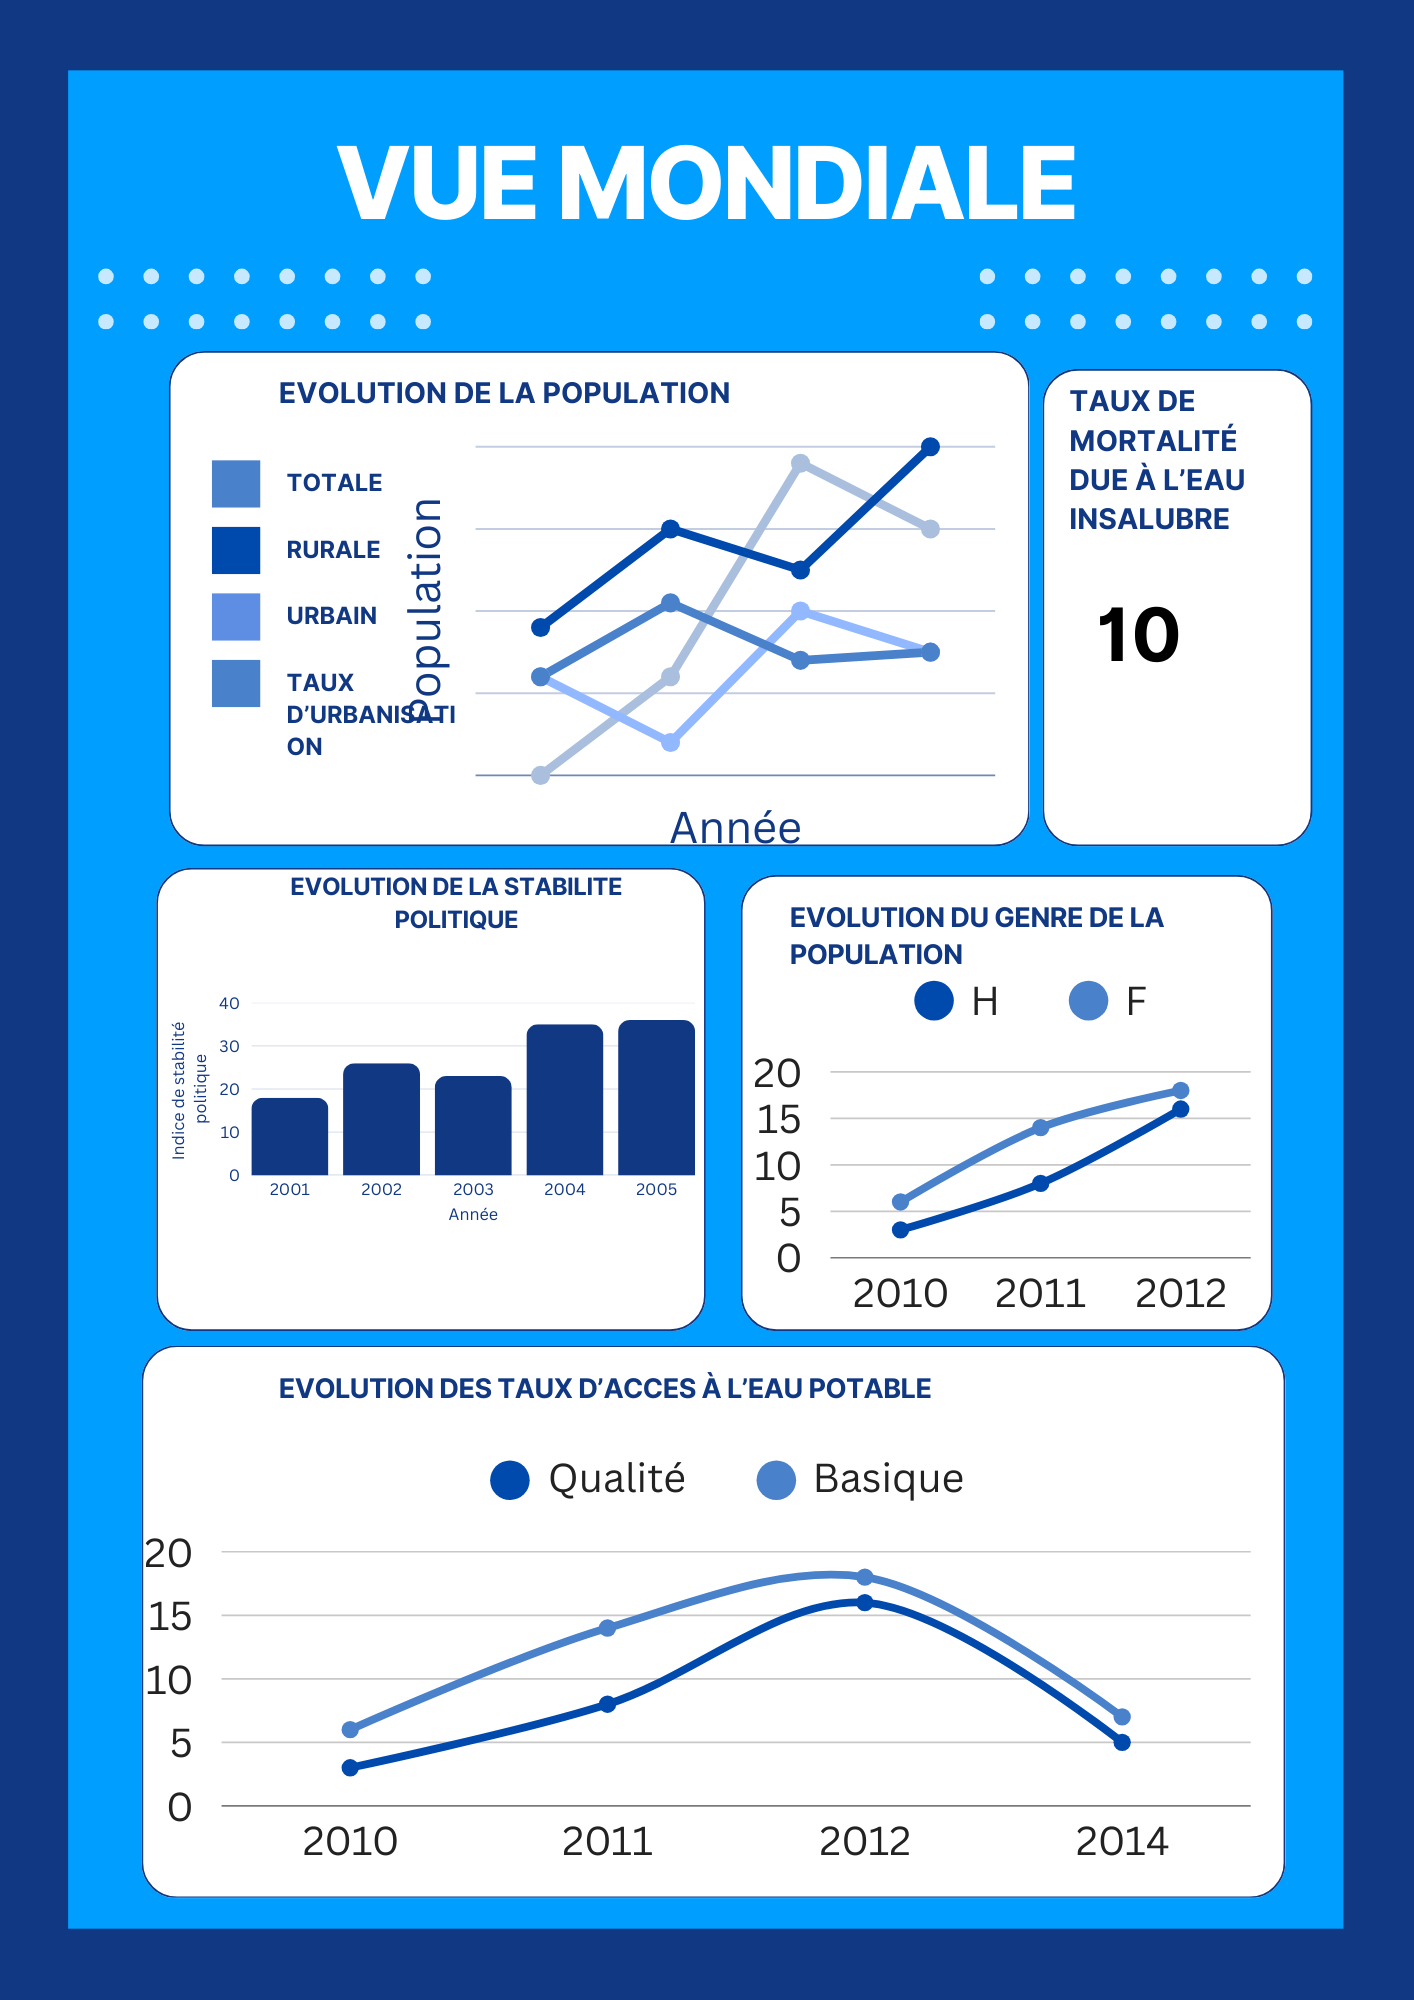 VUE MONDIALE
EVOLUTION DE LA POPULATION
TOTALE
RURALE
URBAIN
TAUX
D’URBANISATI
ON
Population
Année
TAUX DE
MORTALITÉ
DUE À L’EAU
INSALUBRE
10
EVOLUTION DE LA STABILITE
POLITIQUE
Indice de stabilité
politique
40
30
20
10
0
2001 2002 2003 2004 2005
Année
EVOLUTION DU GENRE DE LA
POPULATION
H F
20
15
10
5
0
2010 2011 2012
EVOLUTION DES TAUX D’ACCES À L’EAU POTABLE
Qualité Basique
20
15
10
5
0
2010 2011 2012 2014